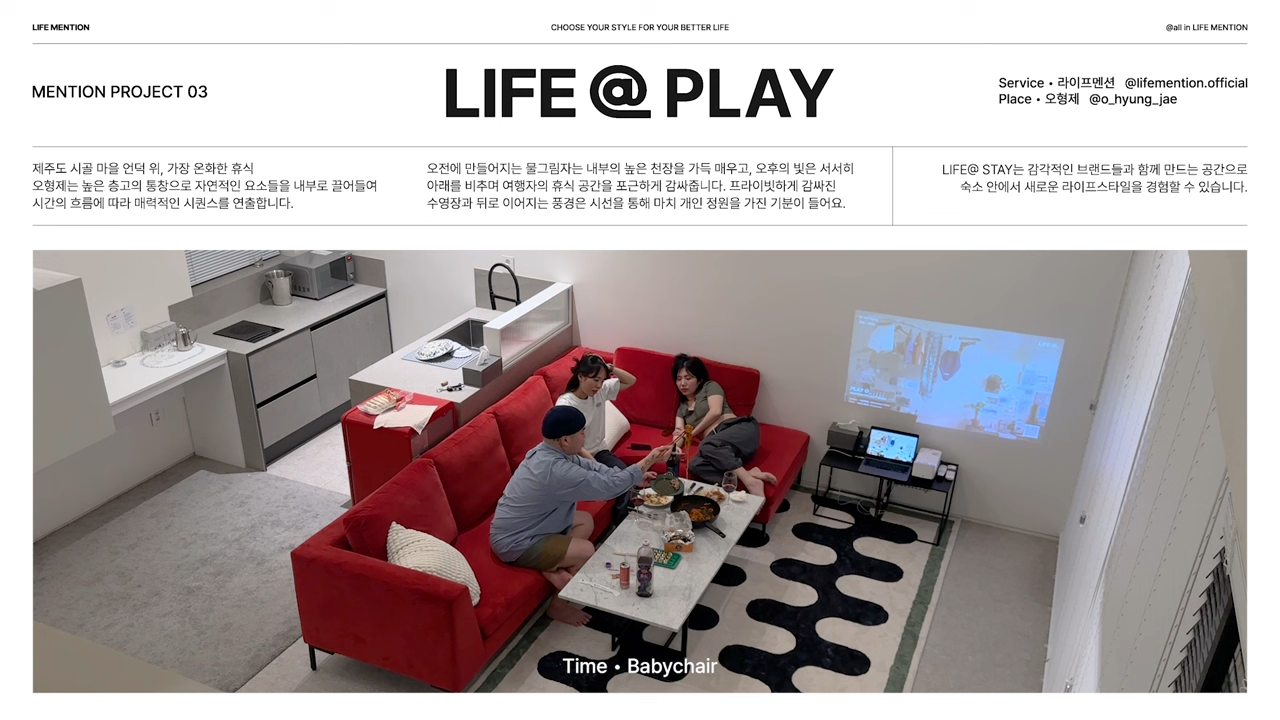 LIFE MENTION
CHOOSE YOUR STYLE FOR YOUR BETTER LIFE
@all in LIFE MENTION
MENTION PROJECT 03
LIFE @ PLAY
Service • 라이프멘션 @lifemention.official
Place • 오형제 @o_hyung_jae
제주도 시골 마을 언덕 위, 가장 온화한 휴식
오형제는 높은 층고의 통창으로 자연적인 요소들을 내부로 끌어들여
시간의 흐름에 따라 매력적인 시퀀스를 연출합니다.
오전에 만들어지는 물그림자는 내부의 높은 천장을 가득 매우고, 오후의 빛은 서서히
아래를 비추며 여행자의 휴식 공간을 포근하게 감싸줍니다. 프라이빗하게 감싸진
수영장과 뒤로 이어지는 풍경은 시선을 통해 마치 개인 정원을 가진 기분이 들어요.
LIFE@ STAY는 감각적인 브랜드들과 함께 만드는 공간으로
숙소 안에서 새로운 라이프스타일을 경험할 수 있습니다.
Time • Babychair